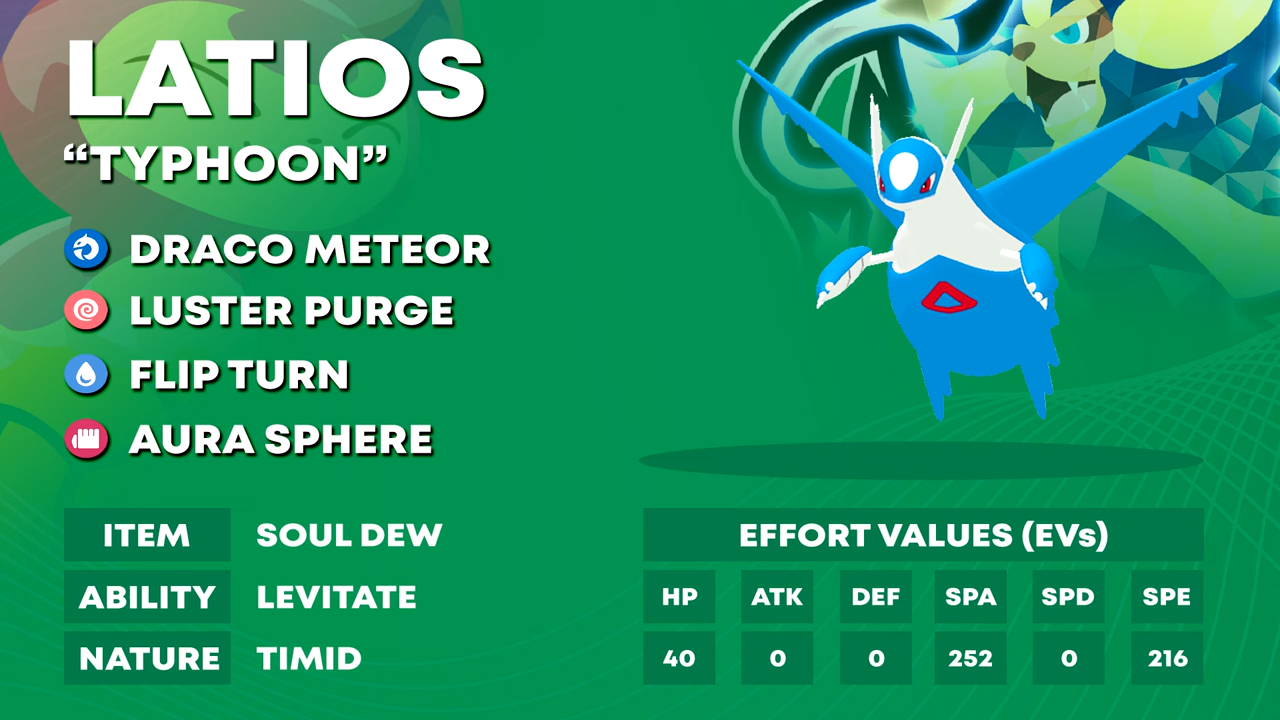 LATIOS
“TYPHOON”
DRACO METEOR
LUSTER PURGE
FLIP TURN
AURA SPHERE
ITEM SOUL DEW
ABILITY LEVITATE
NATURE TIMID
EFFORT VALUES (EVs)
HP ATK DEF SPA SPD SPE
40 0 0 252 0 216